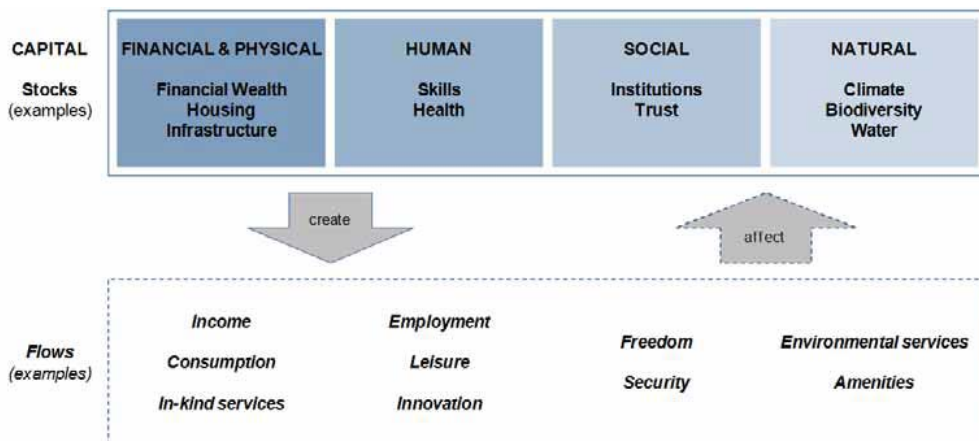 CAPITAL
Stocks
(examples)
FINANCIAL & PHYSICAL
Financial Wealth
Housing
Infrastructure
HUMAN
Skills
Health
SOCIAL
Institutions
Trust
NATURAL
Climate
Biodiversity
Water
create
affect
Flows
(examples)
Income
Consumption
In-kind services
Employment
Leisure
Innovation
Freedom
Security
Environmental services
Amenities